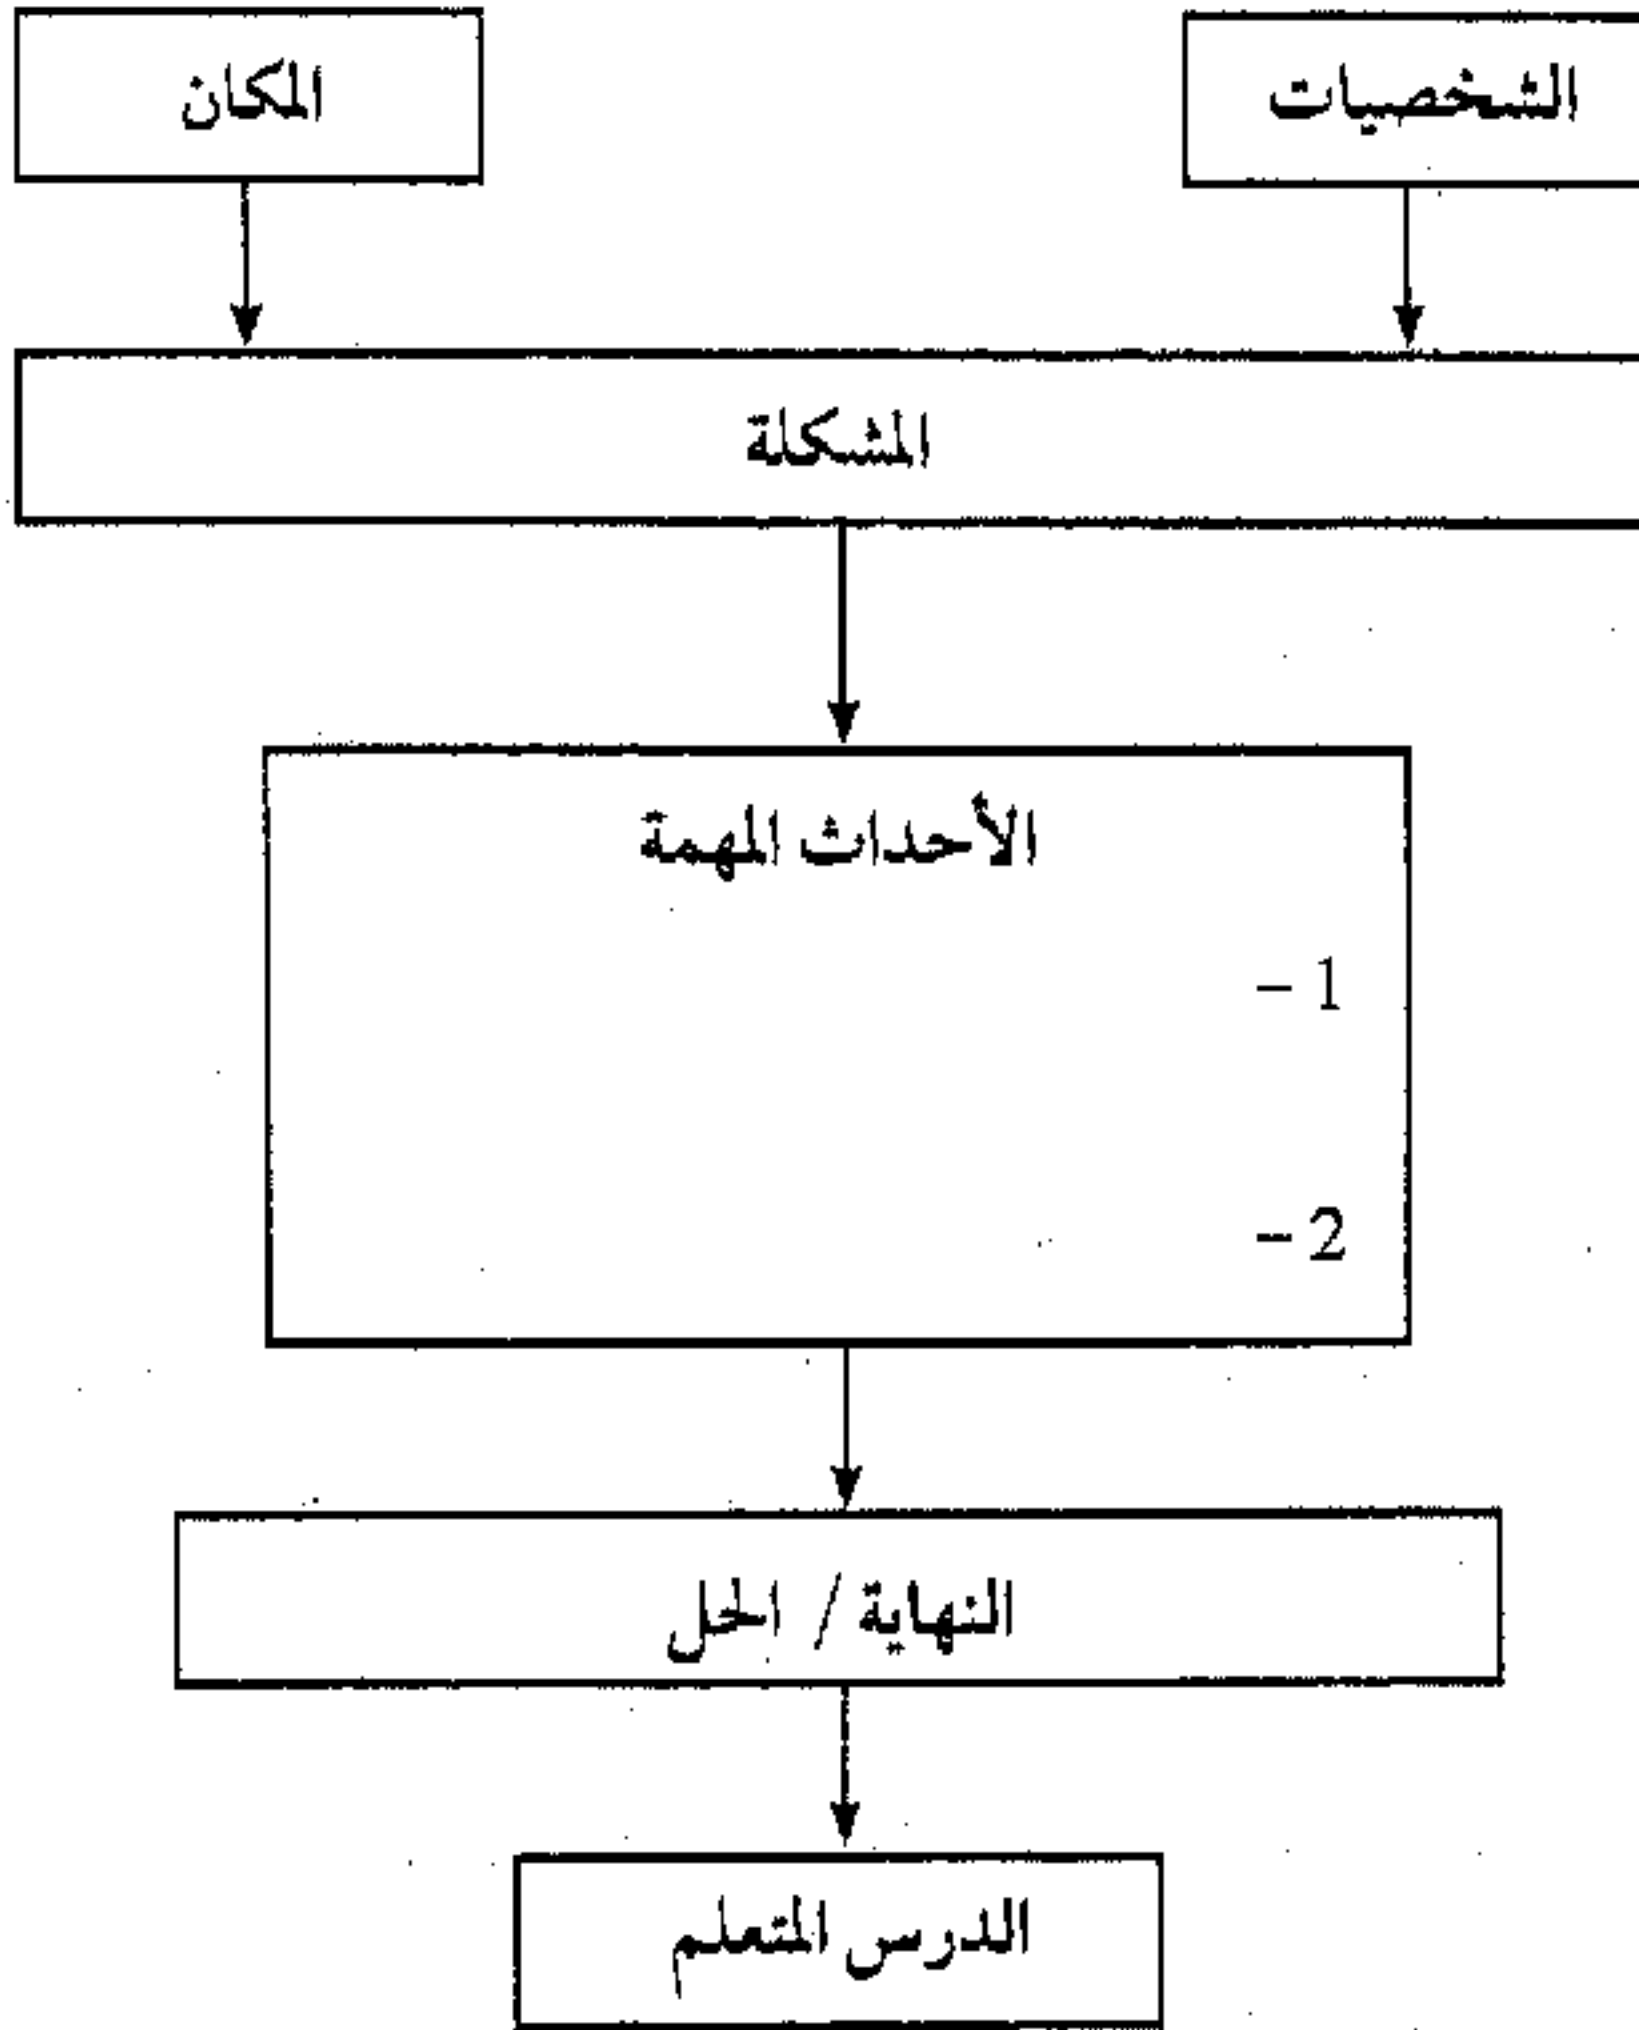 الشخصيات
المكان
المشكلة
الأحداث المهمة
1 -
2 -
النهاية / الحل
الدرس المتعلم